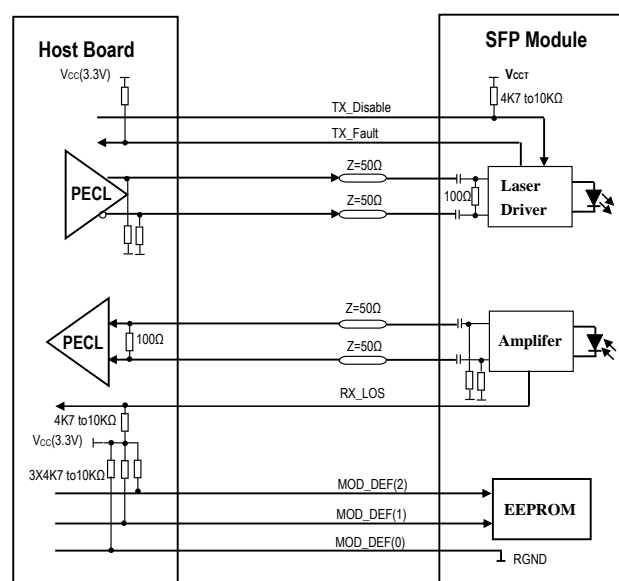 Host Board
SFP Module
Vcc(3.3V)
VCCT
4K7 to10KΩ
TX_Disable
TX_Fault
Z=50Ω
PECL
100Ω
Laser
Driver
Z=50Ω
Z=50Ω
PECL
100Ω
Amplifer
Z=50Ω
RX_LOS
4K7 to10KΩ
Vcc(3.3V)
3X4K7 to10KΩ
MOD_DEF(2)
EEPROM
MOD_DEF(1)
MOD_DEF(0)
RGND